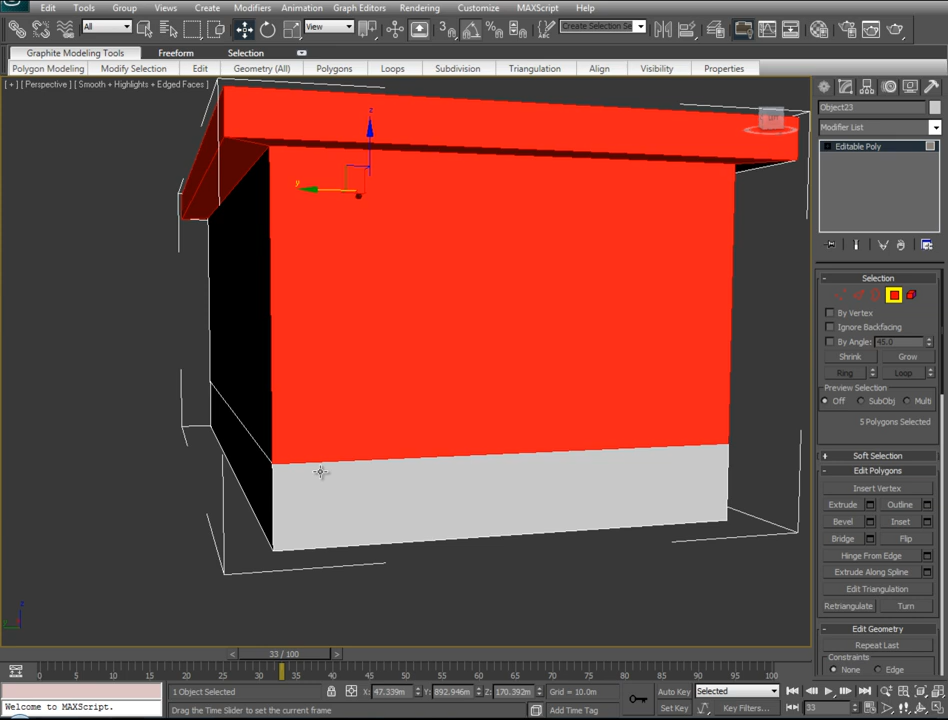 Edit Tools Group Views Create Modifiers Animation Graph Editors Rendering Customize MAXScript Help
All View Create Selection Se
Graphite Modeling Tools Freeform Selection
Polygon Modeling Modify Selection Edit Geometry (All) Polygons Loops Subdivision Triangulation Align Visibility Properties
[ + ] [ Perspective ] [ Smooth + Highlights + Edged Faces ]
z
y
Object23
Modifier List
Editable Poly
Selection
By Vertex
Ignore Backfacing
By Angle: 45.0
Shrink Grow
Ring Loop
Preview Selection
Off SubObj Multi
5 Polygons Selected
Soft Selection
Edit Polygons
Insert Vertex
Extrude Outline
Bevel Inset
Bridge Flip
Hinge From Edge
Extrude Along Spline
Edit Triangulation
Retriangulate Turn
Edit Geometry
Repeat Last
Constraints
None Edge
z
< 33 / 100 >
0 5 10 15 20 25 30 35 40 45 50 55 60 65 70 75 80 85 90 95 100
1 Object Selected X: 47.339m Y: 892.946m Z: 170.392m Grid = 10.0m Auto Key Selected
Welcome to MAXScript. Drag the Time Slider to set the current frame Add Time Tag Set Key Key Filters... 33